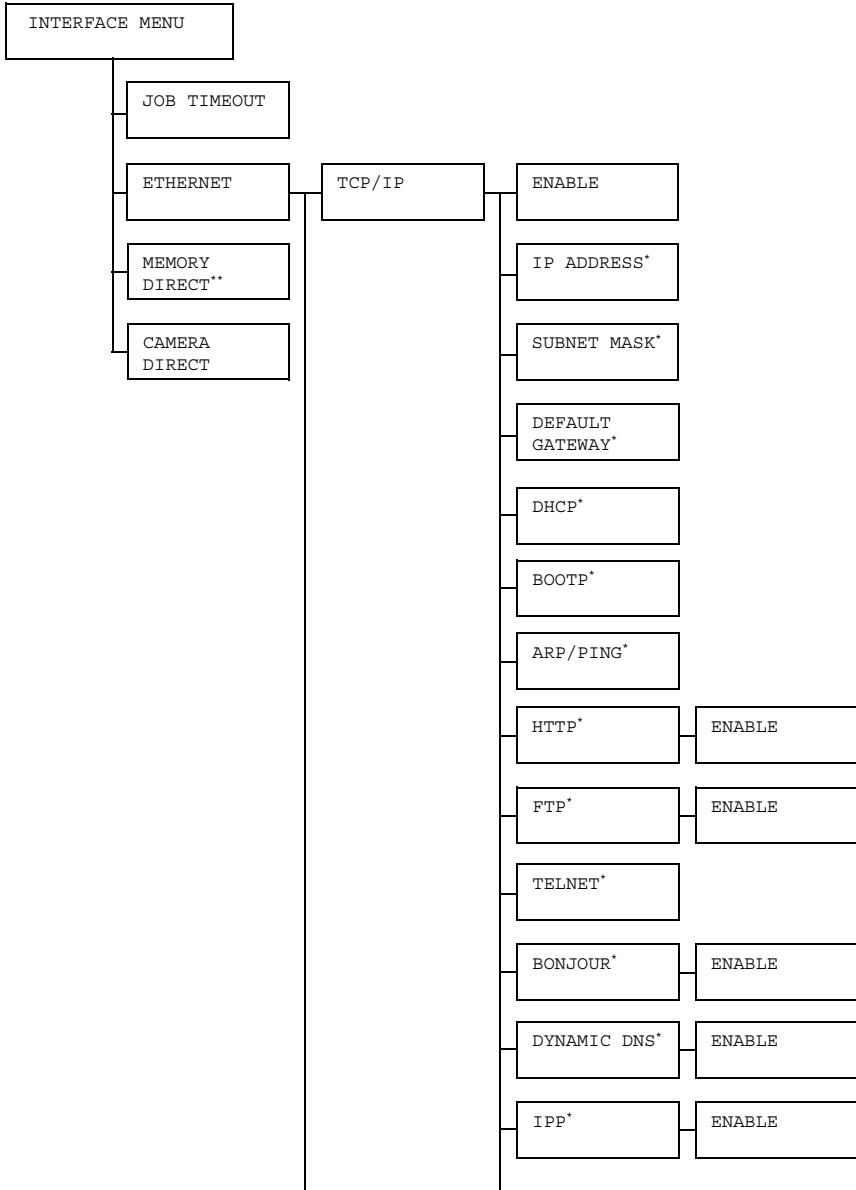 INTERFACE MENU
JOB TIMEOUT
ETHERNET
TCP/IP
ENABLE
MEMORY
DIRECT**
IP ADDRESS*
CAMERA
DIRECT
SUBNET MASK*
DEFAULT
GATEWAY*
DHCP*
BOOTP*
ARP/PING*
HTTP*
ENABLE
FTP*
ENABLE
TELNET*
BONJOUR*
ENABLE
DYNAMIC DNS*
ENABLE
IPP*
ENABLE